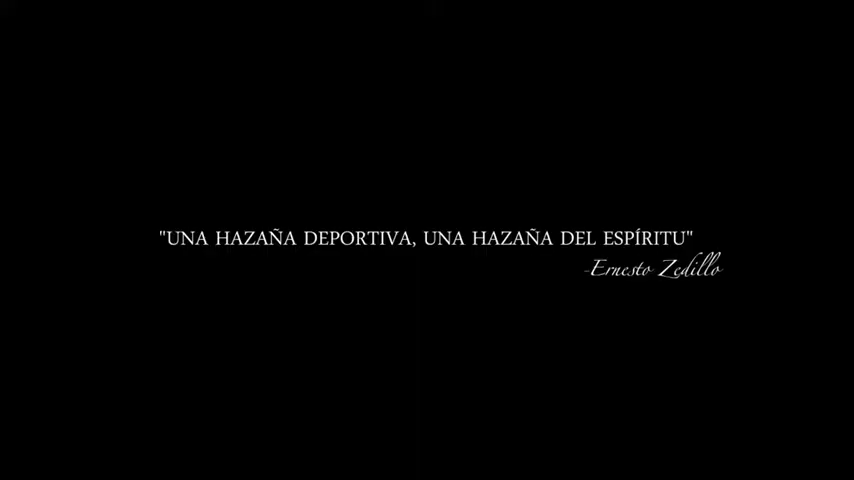 "UNA HAZAÑA DEPORTIVA, UNA HAZAÑA DEL ESPÍRITU"
-Ernesto Zedillo